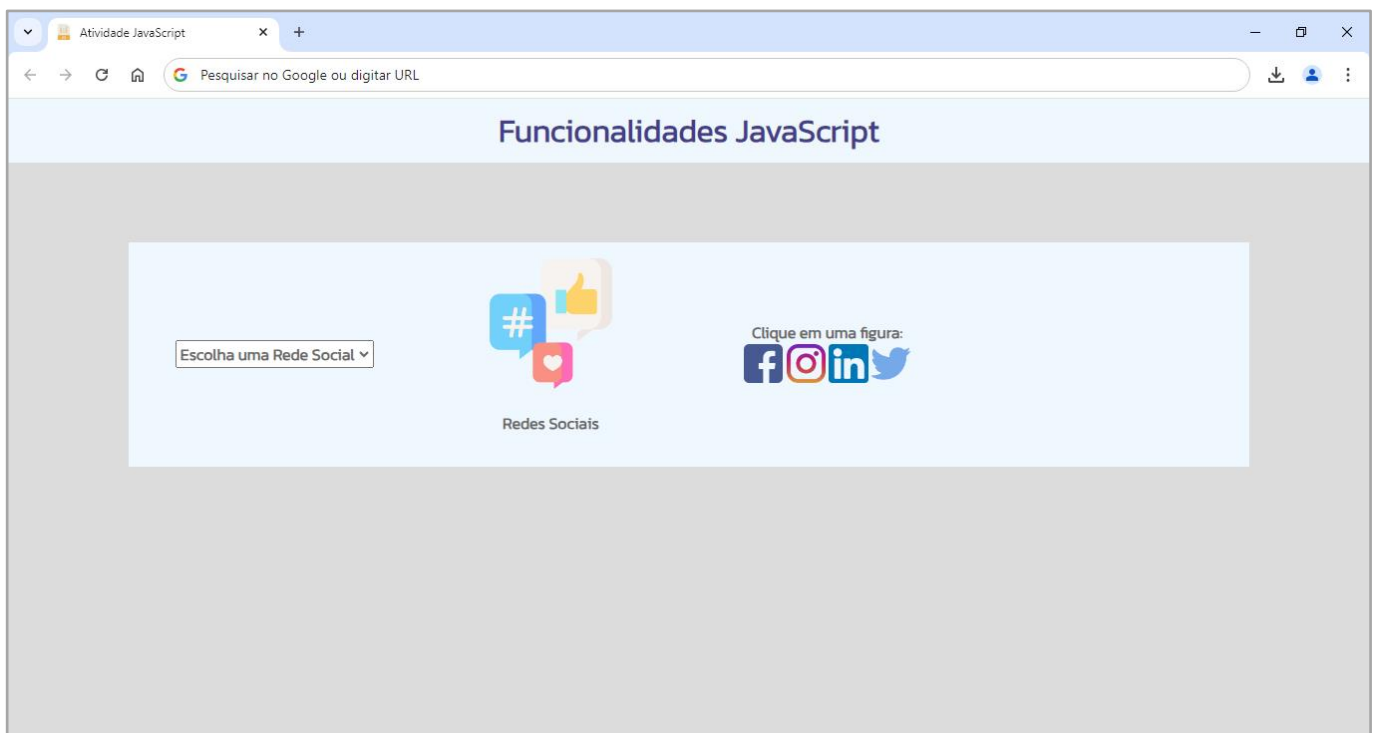 Atividade JavaScript
Pesquisar no Google ou digitar URL
Funcionalidades JavaScript
Escolha uma Rede Social
#
Redes Sociais
Clique em uma figura:
f in